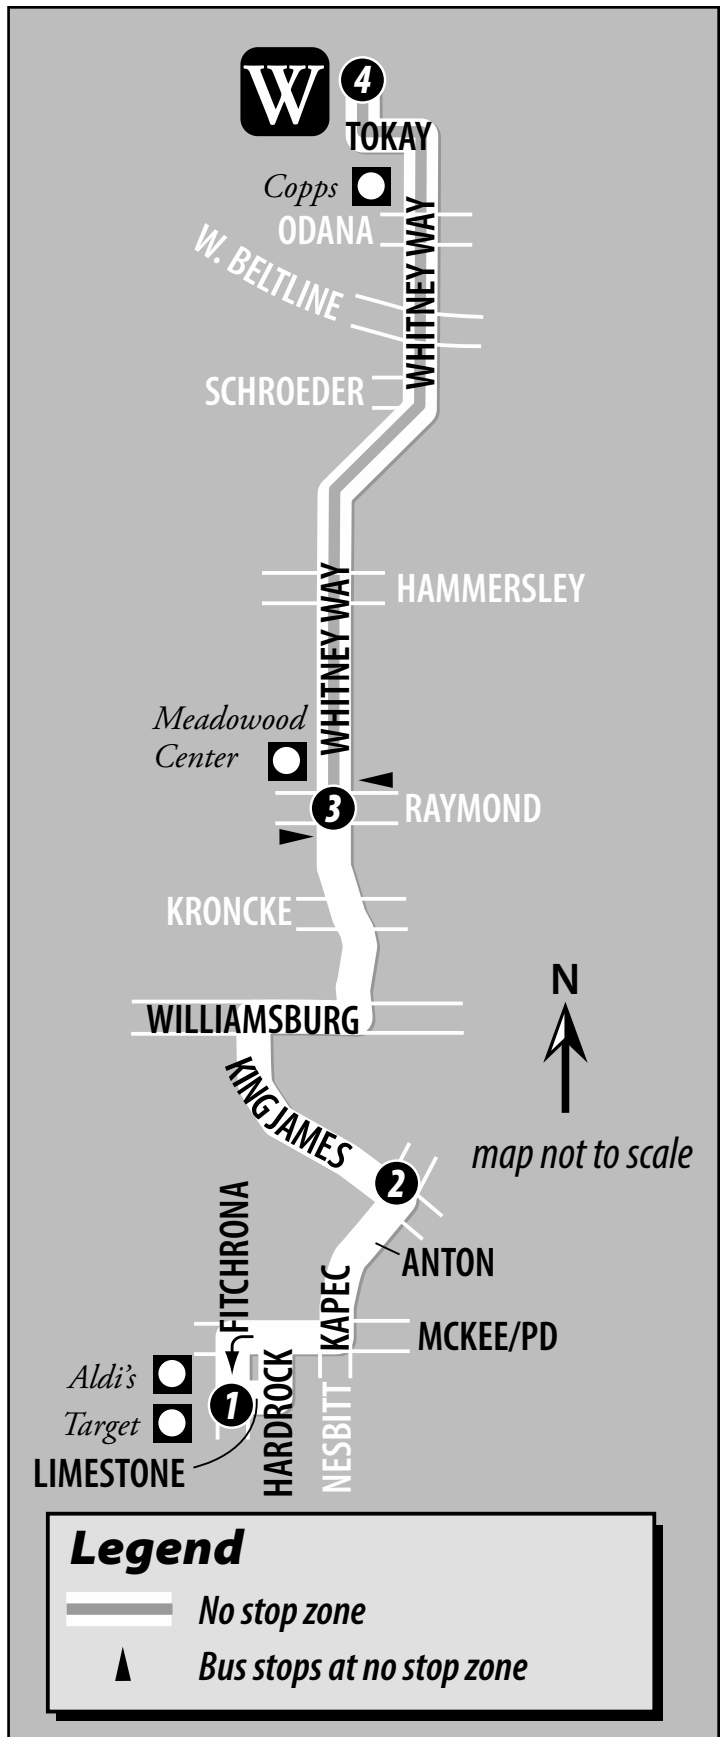 W
4
TOKAY
Copps
ODANA
W. BELTLINE
WHITNEY WAY
SCHROEDER
HAMMERSLEY
WHITNEY WAY
Meadowood
Center
3
RAYMOND
KRONCKE
N
WILLIAMSBURG
KING JAMES
map not to scale
2
FITCHRONA
ANTON
KAPEC
MCKEE/PD
Aldi's
1
Target
HARDROCK
NESBITT
LIMESTONE
Legend
No stop zone
Bus stops at no stop zone